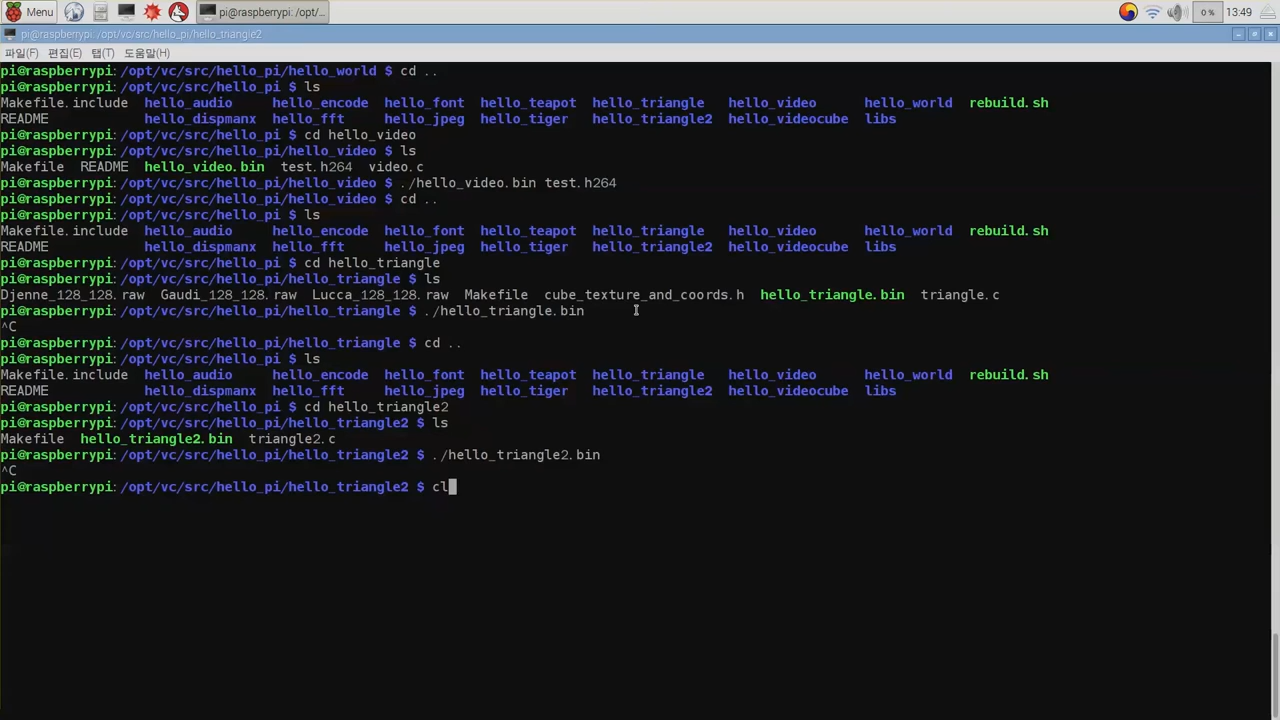 Menu
pi@raspberrypi: /opt/...
0 %
13:49
pi@raspberrypi: /opt/vc/src/hello_pi/hello_triangle2
파일(F) 편집(E) 탭(T) 도움말(H)
pi@raspberrypi: /opt/vc/src/hello_pi/hello_world $ cd ..
pi@raspberrypi: /opt/vc/src/hello_pi $ ls
Makefile.include hello_audio hello_encode hello_font hello_teapot hello_triangle hello_video hello_world rebuild.sh
README hello_dispmanx hello_fft hello_jpeg hello_tiger hello_triangle2 hello_videocube libs
pi@raspberrypi: /opt/vc/src/hello_pi $ cd hello_video
pi@raspberrypi: /opt/vc/src/hello_pi/hello_video $ ls
Makefile README hello_video.bin test.h264 video.c
pi@raspberrypi: /opt/vc/src/hello_pi/hello_video $ ./hello_video.bin test.h264
pi@raspberrypi: /opt/vc/src/hello_pi/hello_video $ cd ..
pi@raspberrypi: /opt/vc/src/hello_pi $ ls
Makefile.include hello_audio hello_encode hello_font hello_teapot hello_triangle hello_video hello_world rebuild.sh
README hello_dispmanx hello_fft hello_jpeg hello_tiger hello_triangle2 hello_videocube libs
pi@raspberrypi: /opt/vc/src/hello_pi $ cd hello_triangle
pi@raspberrypi: /opt/vc/src/hello_pi/hello_triangle $ ls
Djenne_128_128.raw Gaudi_128_128.raw Lucca_128_128.raw Makefile cube_texture_and_coords.h hello_triangle.bin triangle.c
pi@raspberrypi: /opt/vc/src/hello_pi/hello_triangle $ ./hello_triangle.bin
^C
pi@raspberrypi: /opt/vc/src/hello_pi/hello_triangle $ cd ..
pi@raspberrypi: /opt/vc/src/hello_pi $ ls
Makefile.include hello_audio hello_encode hello_font hello_teapot hello_triangle hello_video hello_world rebuild.sh
README hello_dispmanx hello_fft hello_jpeg hello_tiger hello_triangle2 hello_videocube libs
pi@raspberrypi: /opt/vc/src/hello_pi $ cd hello_triangle2
pi@raspberrypi: /opt/vc/src/hello_pi/hello_triangle2 $ ls
Makefile hello_triangle2.bin triangle2.c
pi@raspberrypi: /opt/vc/src/hello_pi/hello_triangle2 $ ./hello_triangle2.bin
^C
pi@raspberrypi: /opt/vc/src/hello_pi/hello_triangle2 $ cl